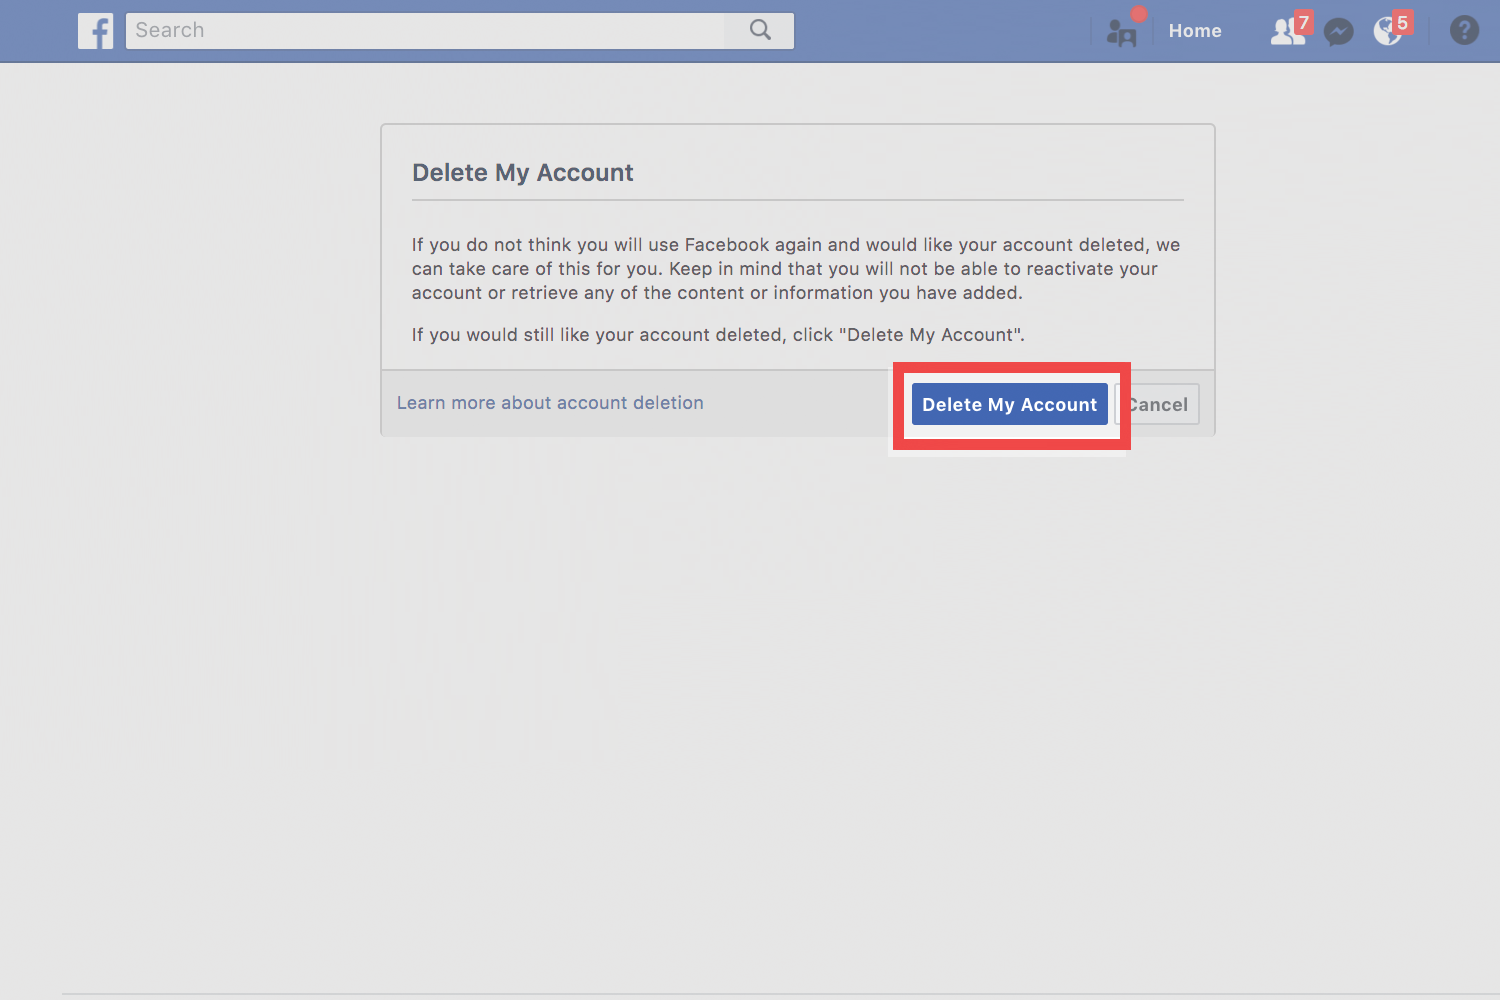 Search
Home
7
5
?
Delete My Account
If you do not think you will use Facebook again and would like your account deleted, we
can take care of this for you. Keep in mind that you will not be able to reactivate your
account or retrieve any of the content or information you have added.
If you would still like your account deleted, click "Delete My Account".
Learn more about account deletion
Delete My Account
Cancel